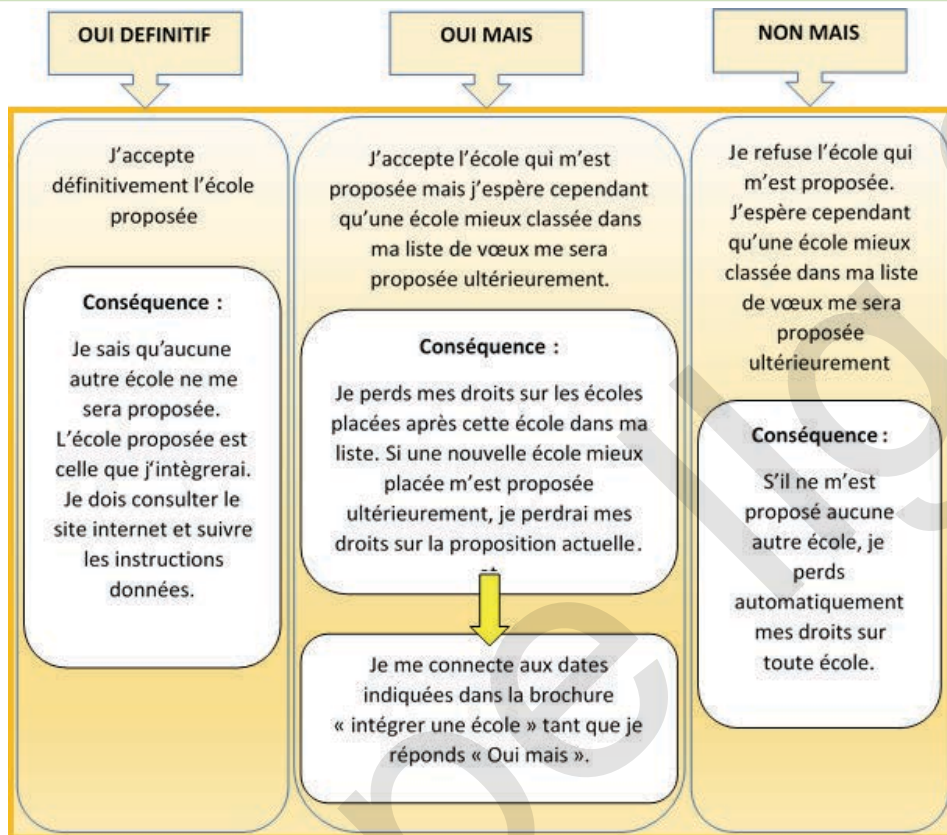 OUI DEFINITIF
OUI MAIS
NON MAIS
J’accepte
définitivement l’école
proposée
Conséquence :
Je sais qu’aucune
autre école ne me
sera proposée.
L’école proposée est
celle que j’intègrerai.
Je dois consulter le
site internet et suivre
les instructions
données.
J’accepte l’école qui m’est
proposée mais j’espère cependant
qu’une école mieux classée dans
ma liste de vœux me sera
proposée ultérieurement.
Conséquence :
Je perds mes droits sur les écoles
placées après cette école dans ma
liste. Si une nouvelle école mieux
placée m’est proposée
ultérieurement, je perdrai mes
droits sur la proposition actuelle.
Je me connecte aux dates
indiquées dans la brochure
« intégrer une école » tant que je
réponds « Oui mais ».
Je refuse l’école qui
m’est proposée.
J’espère cependant
qu’une école mieux
classée dans ma liste
de vœux me sera
proposée
ultérieurement
Conséquence :
S’il ne m’est
proposé aucune
autre école, je
perds
automatiquement
mes droits sur
toute école.